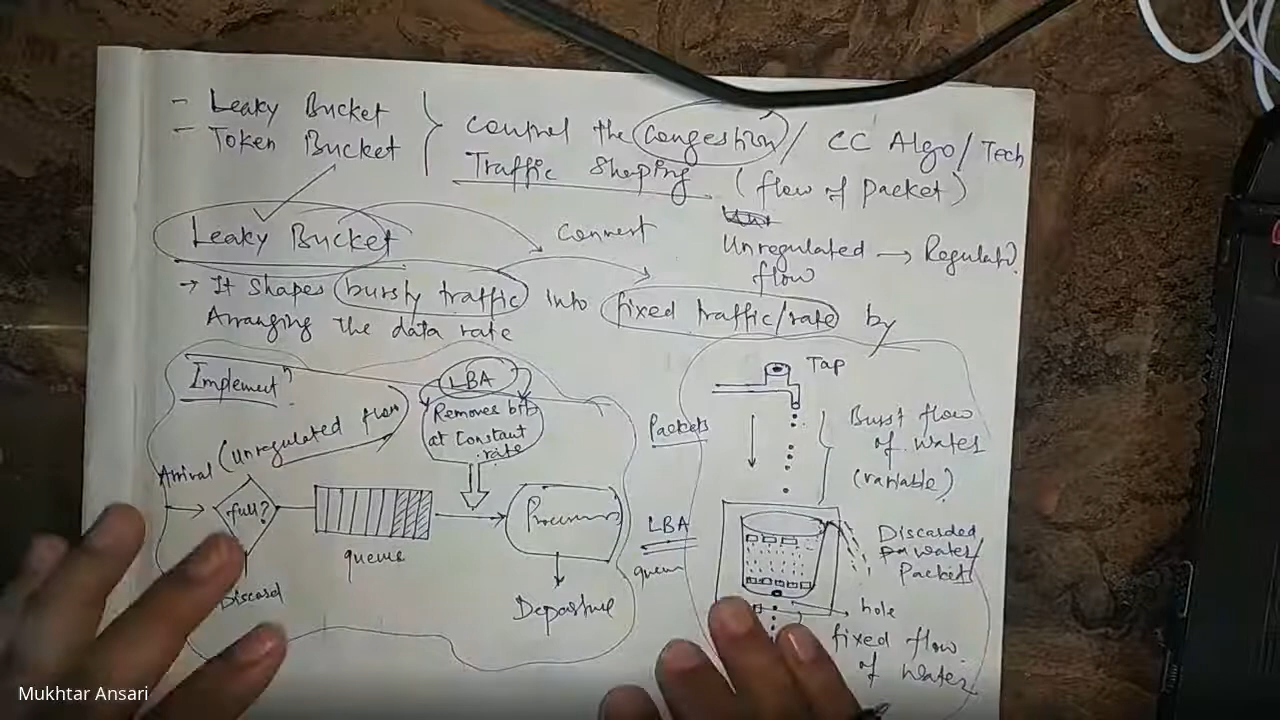 - Leaky Bucket
- Token Bucket
control the congestion / CC Algo / Tech
Traffic Shaping (flow of packet)
Leaky Bucket
convert
Unregulated → Regulated
flow
→ It shapes bursty traffic into fixed traffic/rate by
Arranging the data rate
Implement
LBA
Removes bits
at constant
rate
Arrival (Unregulated flow
full?
Discard
queue
Processing
Departure
Tap
Packets
Burst flow
of water
(variable)
LBA
queue
Discarded
water/
Packet
hole
fixed flow
of water
Mukhtar Ansari